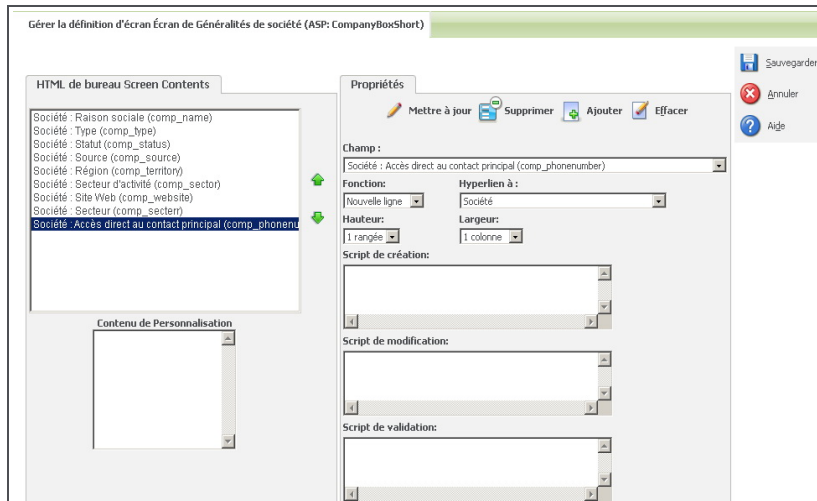 Gérer la définition d'écran Écran de Généralités de société (ASP: CompanyBoxShort)
Sauvegarder
Annuler
Aide
HTML de bureau Screen Contents
Société : Raison sociale (comp_name)
Société : Type (comp_type)
Société : Statut (comp_status)
Société : Source (comp_source)
Société : Région (comp_territory)
Société : Secteur d'activité (comp_sector)
Société : Site Web (comp_website)
Société : Secteur (comp_secterr)
Société : Accès direct au contact principal (comp_phonenu
Contenu de Personnalisation
Propriétés
Mettre à jour Supprimer Ajouter Effacer
Champ :
Société : Accès direct au contact principal (comp_phonenumber)
Fonction: Hyperlien à :
Nouvelle ligne Société
Hauteur: Largeur:
1 rangée 1 colonne
Script de création:
Script de modification:
Script de validation: